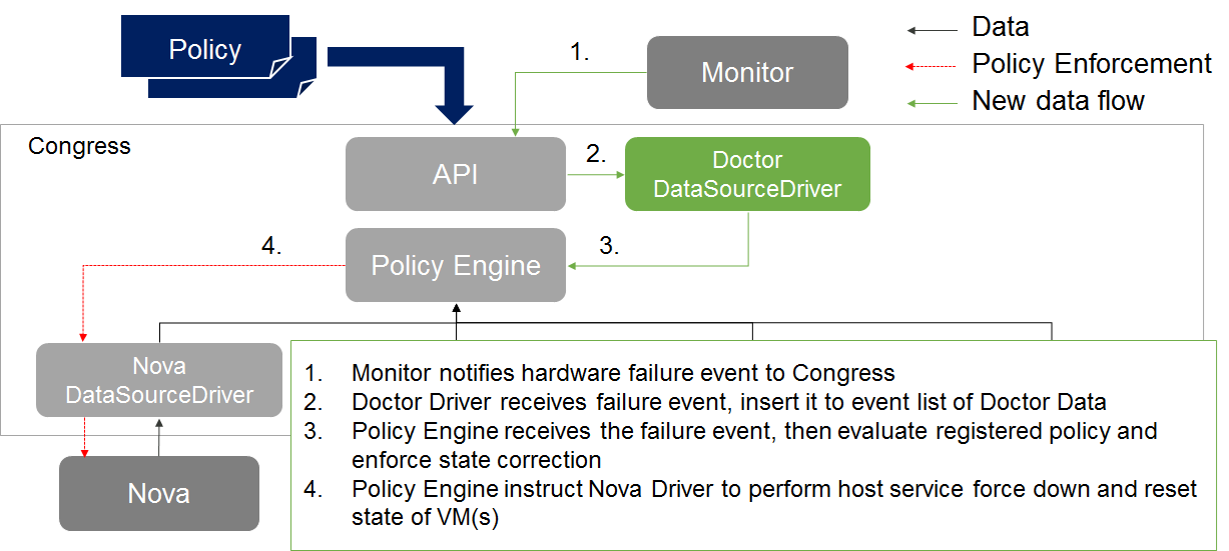 Policy
1.
Monitor
Data
Policy Enforcement
New data flow
Congress
API
2.
Doctor
DataSourceDriver
4.
Policy Engine
3.
Nova
DataSourceDriver
Nova
1. Monitor notifies hardware failure event to Congress
2. Doctor Driver receives failure event, insert it to event list of Doctor Data
3. Policy Engine receives the failure event, then evaluate registered policy and
enforce state correction
4. Policy Engine instruct Nova Driver to perform host service force down and reset
state of VM(s)